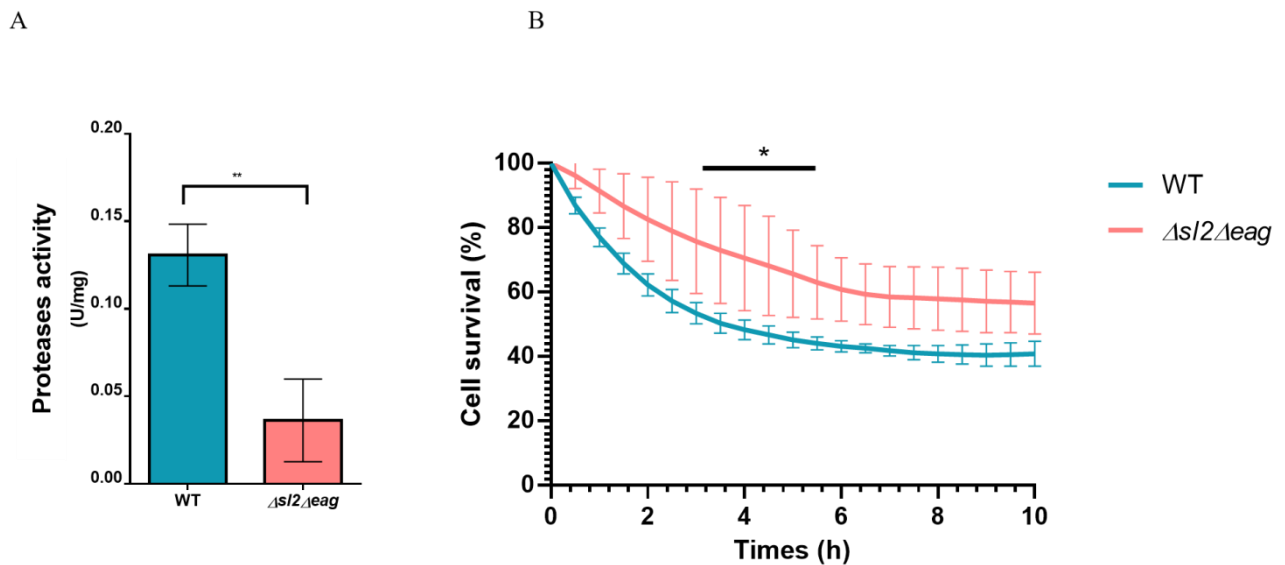 A
B
Proteases activity
(U/mg)
0.20
0.15
0.10
0.05
0.00
**
WT
Δsl2Δeag
Cell survival (%)
100
80
60
40
20
0
*
0 2 4 6 8 10
Times (h)
WT
Δsl2Δeag